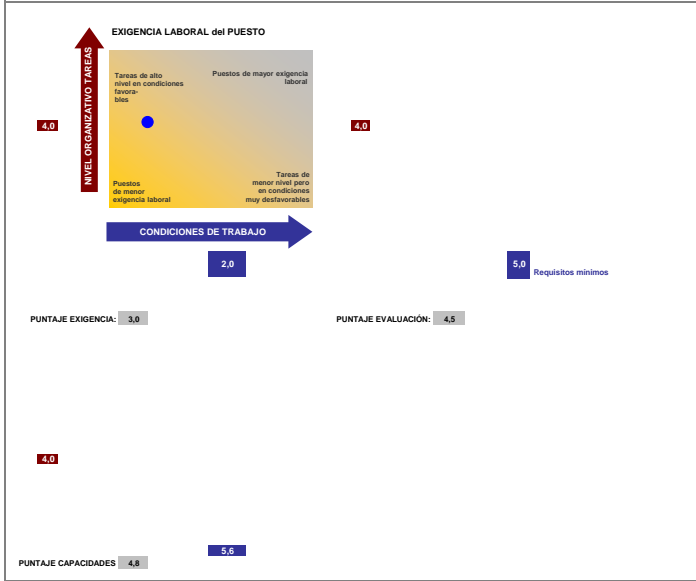 EXIGENCIA LABORAL del PUESTO
NIVEL ORGANIZATIVO TAREAS
Tareas de alto
nivel en condiciones
favora-
bles
Puestos de mayor exigencia
laboral
4,0
4,0
Puestos
de menor
exigencia laboral
Tareas de
menor nivel pero
en condiciones
muy desfavorables
CONDICIONES DE TRABAJO
2,0
5,0
Requisitos mínimos
PUNTAJE EXIGENCIA: 3,0
PUNTAJE EVALUACIÓN: 4,5
4,0
5,6
PUNTAJE CAPACIDADES 4,8